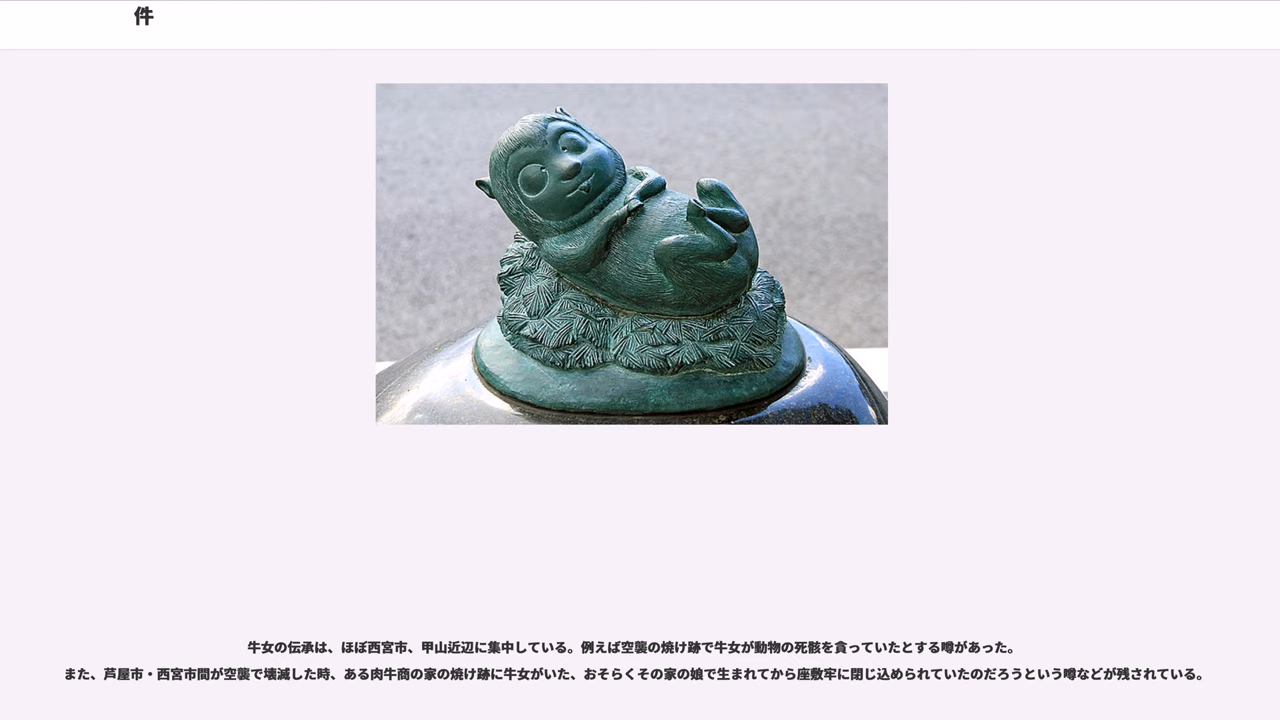 件
牛女の伝承は、ほぼ西宮市、甲山近辺に集中している。例えば空襲の焼け跡で牛女が動物の死骸を貪っていたとする噂があった。
また、芦屋市・西宮市間が空襲で壊滅した時、ある肉牛商の家の焼け跡に牛女がいた、おそらくその家の娘で生まれてから座敷牢に閉じ込められていたのだろうという噂などが残されている。